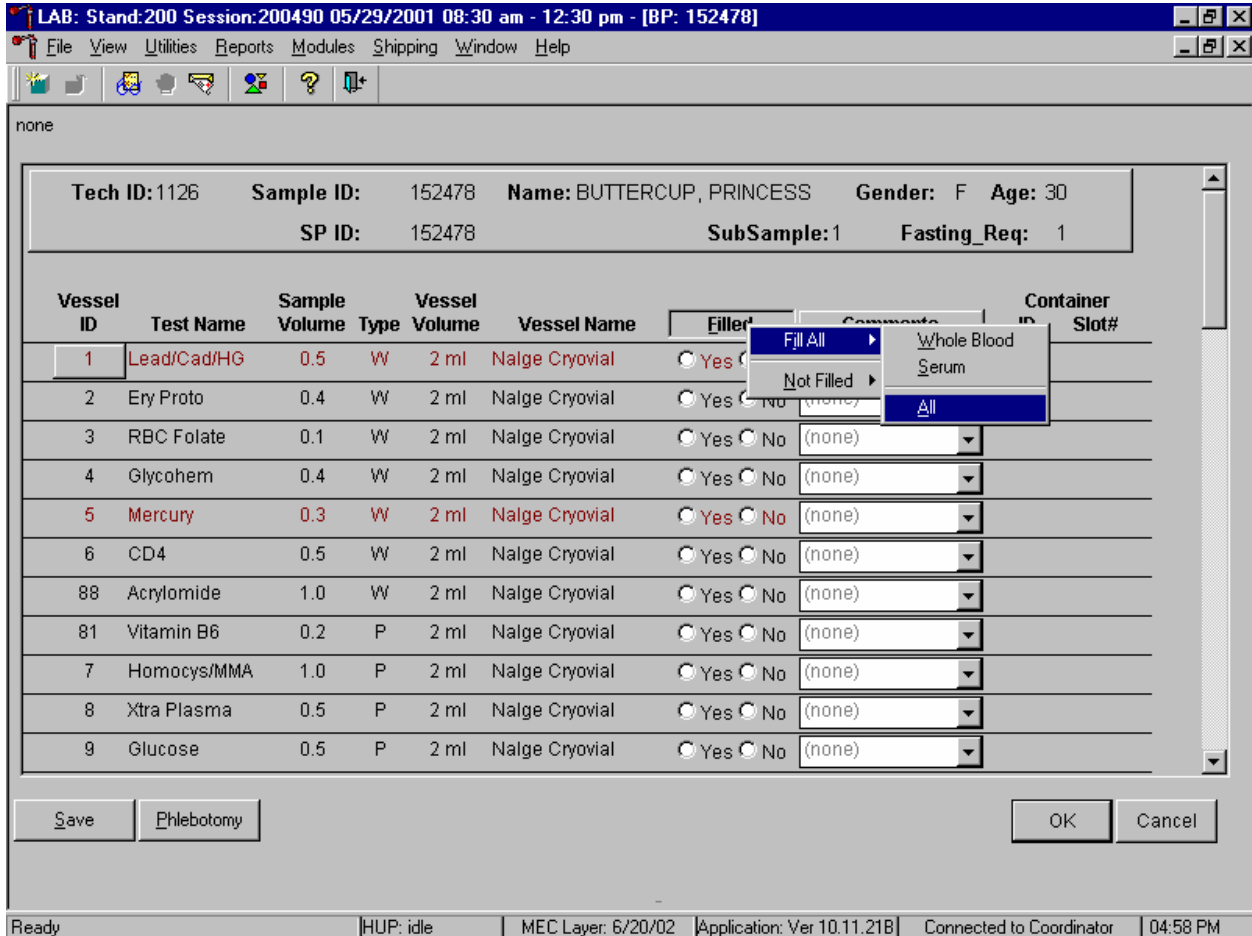 LAB: Stand:200 Session:200490 05/29/2001 08:30 am - 12:30 pm - [BP: 152478]
File View Utilities Reports Modules Shipping Window Help
none
Tech ID: 1126 Sample ID: 152478 Name: BUTTERCUP, PRINCESS Gender: F Age: 30
SP ID: 152478 SubSample: 1 Fasting_Req: 1
Vessel Sample Vessel Container
ID Test Name Volume Type Volume Vessel Name Filled Comments ID Slot#
Fill All Whole Blood
1 Lead/Cad/HG 0.5 W 2 ml Nalge Cryovial Yes Serum
Not Filled
2 Ery Proto 0.4 W 2 ml Nalge Cryovial Yes No (none) All
3 RBC Folate 0.1 W 2 ml Nalge Cryovial Yes No (none)
4 Glycohem 0.4 W 2 ml Nalge Cryovial Yes No (none)
5 Mercury 0.3 W 2 ml Nalge Cryovial Yes No (none)
6 CD4 0.5 W 2 ml Nalge Cryovial Yes No (none)
88 Acrylomide 1.0 W 2 ml Nalge Cryovial Yes No (none)
81 Vitamin B6 0.2 P 2 ml Nalge Cryovial Yes No (none)
7 Homocys/MMA 1.0 P 2 ml Nalge Cryovial Yes No (none)
8 Xtra Plasma 0.5 P 2 ml Nalge Cryovial Yes No (none)
9 Glucose 0.5 P 2 ml Nalge Cryovial Yes No (none)
Save Phlebotomy OK Cancel
Ready HUP: idle MEC Layer: 6/20/02 Application: Ver 10.11.21B Connected to Coordinator 04:58 PM